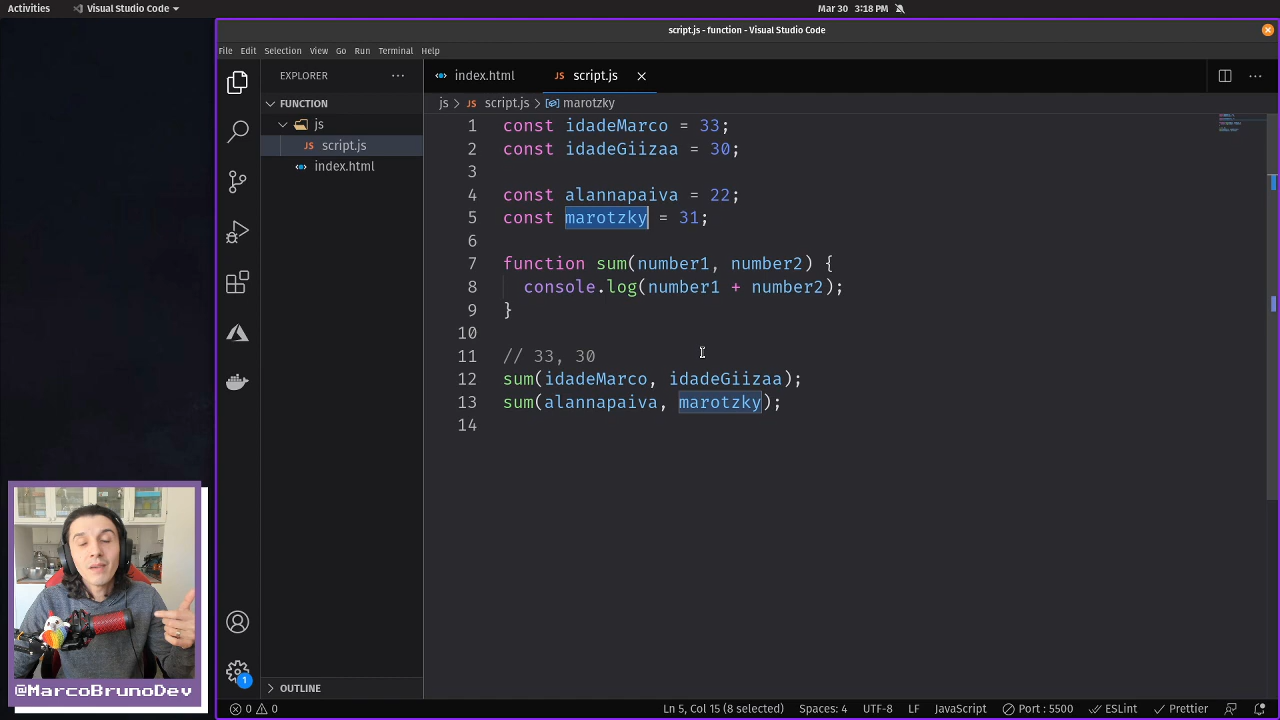 Activities
Visual Studio Code
Mar 30 3:18 PM
script.js - function - Visual Studio Code
File Edit Selection View Go Run Terminal Help
EXPLORER
index.html
JS script.js
js > JS script.js > marotzky
FUNCTION
js
JS script.js
index.html
1 const idadeMarco = 33;
2 const idadeGiizaa = 30;
3
4 const alannapaiva = 22;
5 const marotzky = 31;
6
7 function sum(number1, number2) {
8 console.log(number1 + number2);
9 }
10
11 // 33, 30
12 sum(idadeMarco, idadeGiizaa);
13 sum(alannapaiva, marotzky);
14
@MarcoBrunoDev
1
OUTLINE
0 0
Ln 5, Col 15 (8 selected) Spaces: 4 UTF-8 LF JavaScript Port : 5500 ESLint Prettier